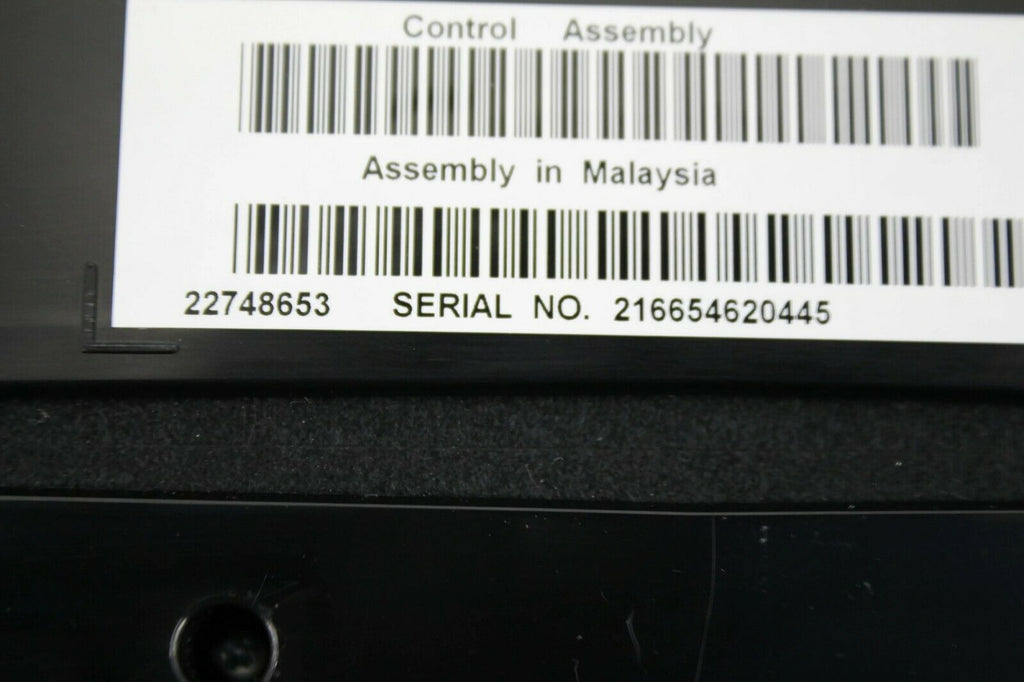 Control Assembly
Assembly in Malaysia
22748653 SERIAL NO. 216654620445